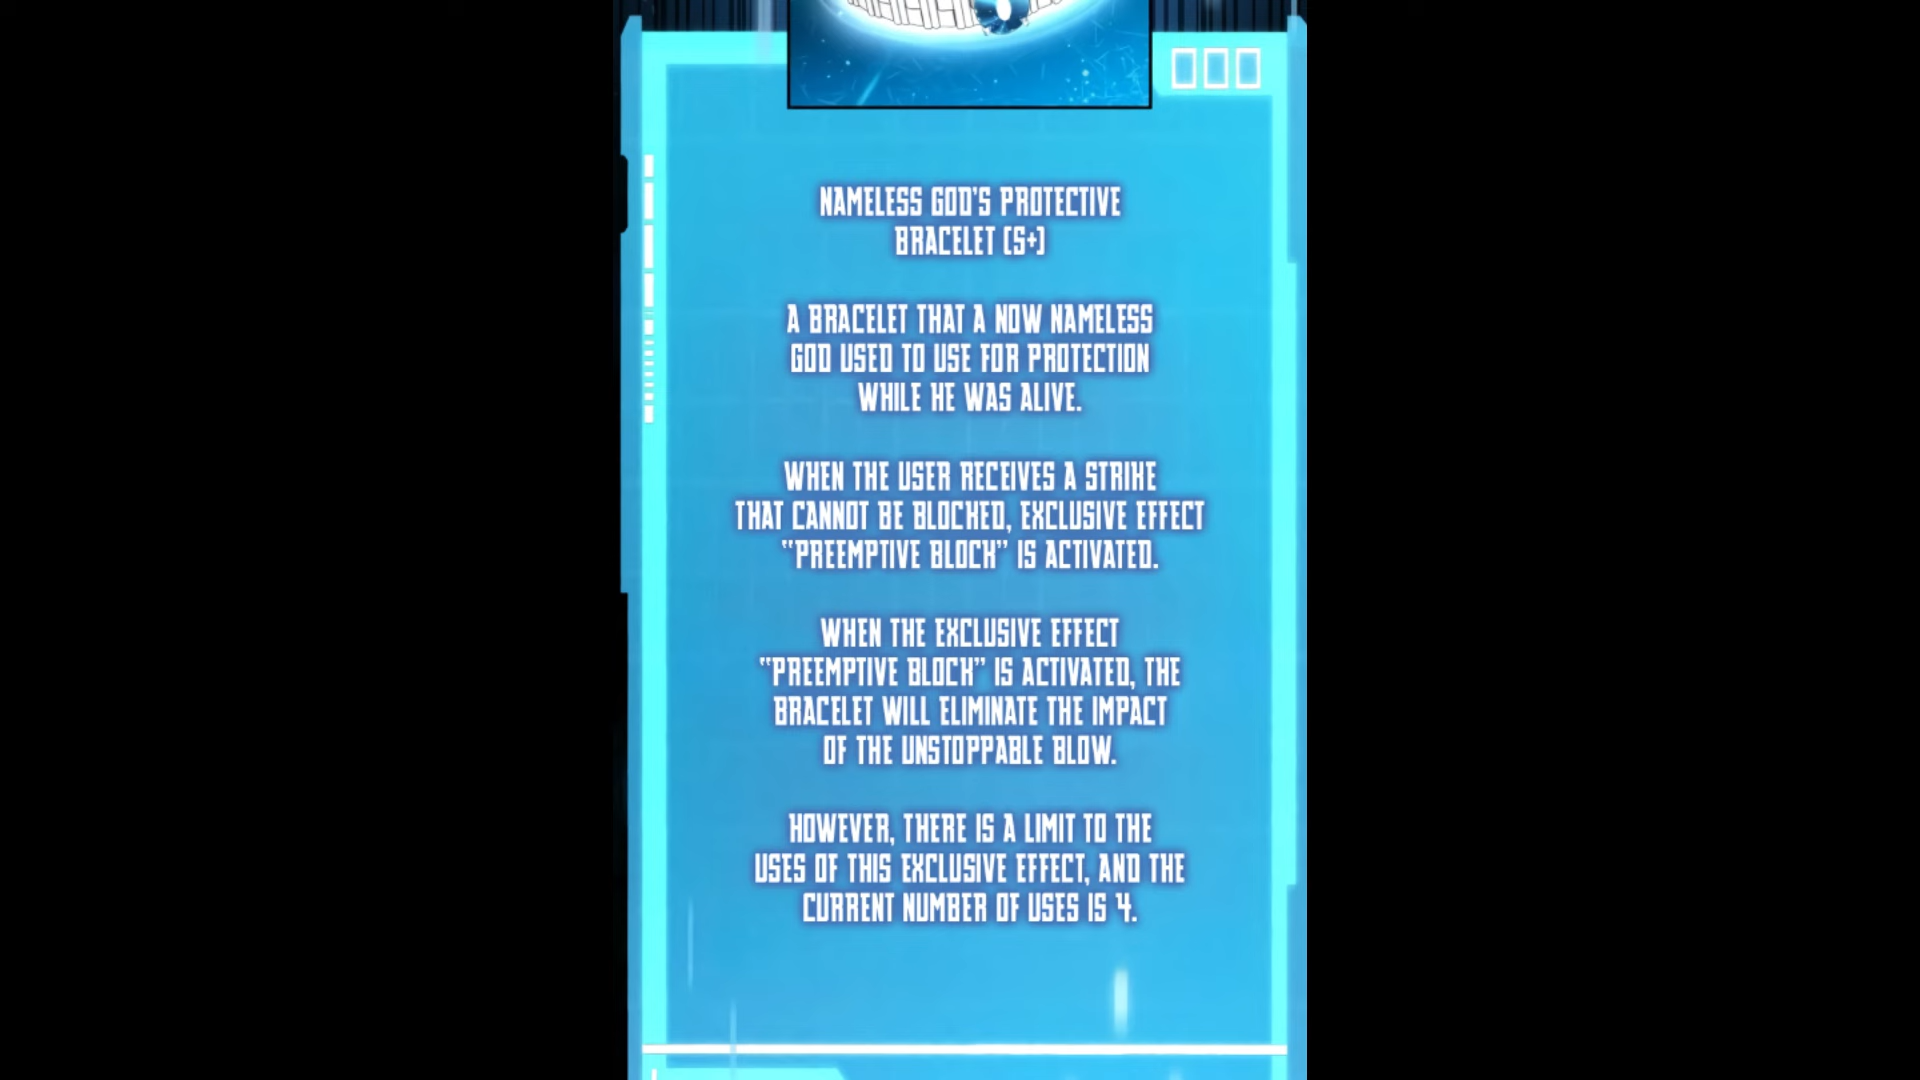 NAMELESS GOD'S PROTECTIVE
BRACELET (S+)
A BRACELET THAT A NOW NAMELESS
GOD USED TO USE FOR PROTECTION
WHILE HE WAS ALIVE.
WHEN THE USER RECEIVES A STRIKE
THAT CANNOT BE BLOCKED, EXCLUSIVE EFFECT
“PREEMPTIVE BLOCK” IS ACTIVATED.
WHEN THE EXCLUSIVE EFFECT
“PREEMPTIVE BLOCK” IS ACTIVATED, THE
BRACELET WILL ELIMINATE THE IMPACT
OF THE UNSTOPPABLE BLOW.
HOWEVER, THERE IS A LIMIT TO THE
USES OF THIS EXCLUSIVE EFFECT, AND THE
CURRENT NUMBER OF USES IS 4.